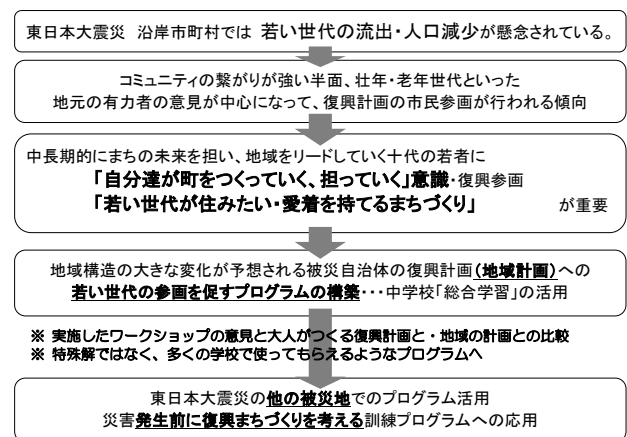 東日本大震災 沿岸市町村では 若い世代の流出・人口減少が懸念されている。
コミュニティの繋がりが強い半面、壮年・老年世代といった
地元の有力者の意見が中心になって、復興計画の市民参画が行われる傾向
中長期的にまちの未来を担い、地域をリードしていく十代の若者に
「自分達が町をつくっていく、担っていく」意識・復興参画
「若い世代が住みたい・愛着を持てるまちづくり」 が重要
地域構造の大きな変化が予想される被災自治体の復興計画(地域計画)への
若い世代の参画を促すプログラムの構築・・・中学校「総合学習」の活用
※ 実施したワークショップの意見と大人がつくる復興計画と・地域の計画との比較
※ 特殊解ではなく、多くの学校で使ってもらえるようなプログラムへ
東日本大震災の他の被災地でのプログラム活用
災害発生前に復興まちづくりを考える訓練プログラムへの応用